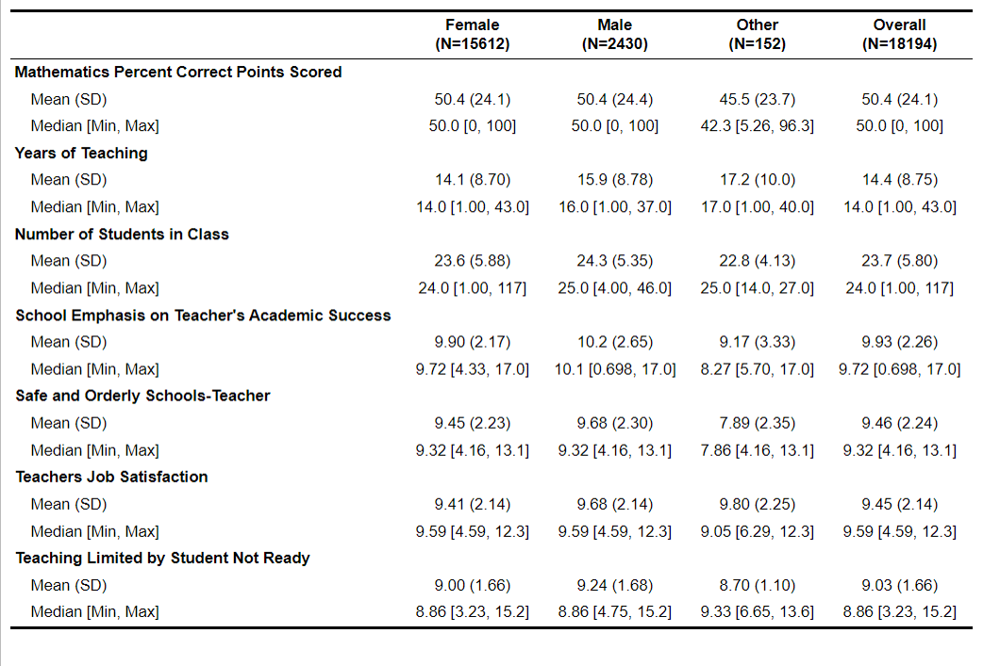 Female Male Other Overall
(N=15612) (N=2430) (N=152) (N=18194)
Mathematics Percent Correct Points Scored
Mean (SD) 50.4 (24.1) 50.4 (24.4) 45.5 (23.7) 50.4 (24.1)
Median [Min, Max] 50.0 [0, 100] 50.0 [0, 100] 42.3 [5.26, 96.3] 50.0 [0, 100]
Years of Teaching
Mean (SD) 14.1 (8.70) 15.9 (8.78) 17.2 (10.0) 14.4 (8.75)
Median [Min, Max] 14.0 [1.00, 43.0] 16.0 [1.00, 37.0] 17.0 [1.00, 40.0] 14.0 [1.00, 43.0]
Number of Students in Class
Mean (SD) 23.6 (5.88) 24.3 (5.35) 22.8 (4.13) 23.7 (5.80)
Median [Min, Max] 24.0 [1.00, 117] 25.0 [4.00, 46.0] 25.0 [14.0, 27.0] 24.0 [1.00, 117]
School Emphasis on Teacher's Academic Success
Mean (SD) 9.90 (2.17) 10.2 (2.65) 9.17 (3.33) 9.93 (2.26)
Median [Min, Max] 9.72 [4.33, 17.0] 10.1 [0.698, 17.0] 8.27 [5.70, 17.0] 9.72 [0.698, 17.0]
Safe and Orderly Schools-Teacher
Mean (SD) 9.45 (2.23) 9.68 (2.30) 7.89 (2.35) 9.46 (2.24)
Median [Min, Max] 9.32 [4.16, 13.1] 9.32 [4.16, 13.1] 7.86 [4.16, 13.1] 9.32 [4.16, 13.1]
Teachers Job Satisfaction
Mean (SD) 9.41 (2.14) 9.68 (2.14) 9.80 (2.25) 9.45 (2.14)
Median [Min, Max] 9.59 [4.59, 12.3] 9.59 [4.59, 12.3] 9.05 [6.29, 12.3] 9.59 [4.59, 12.3]
Teaching Limited by Student Not Ready
Mean (SD) 9.00 (1.66) 9.24 (1.68) 8.70 (1.10) 9.03 (1.66)
Median [Min, Max] 8.86 [3.23, 15.2] 8.86 [4.75, 15.2] 9.33 [6.65, 13.6] 8.86 [3.23, 15.2]